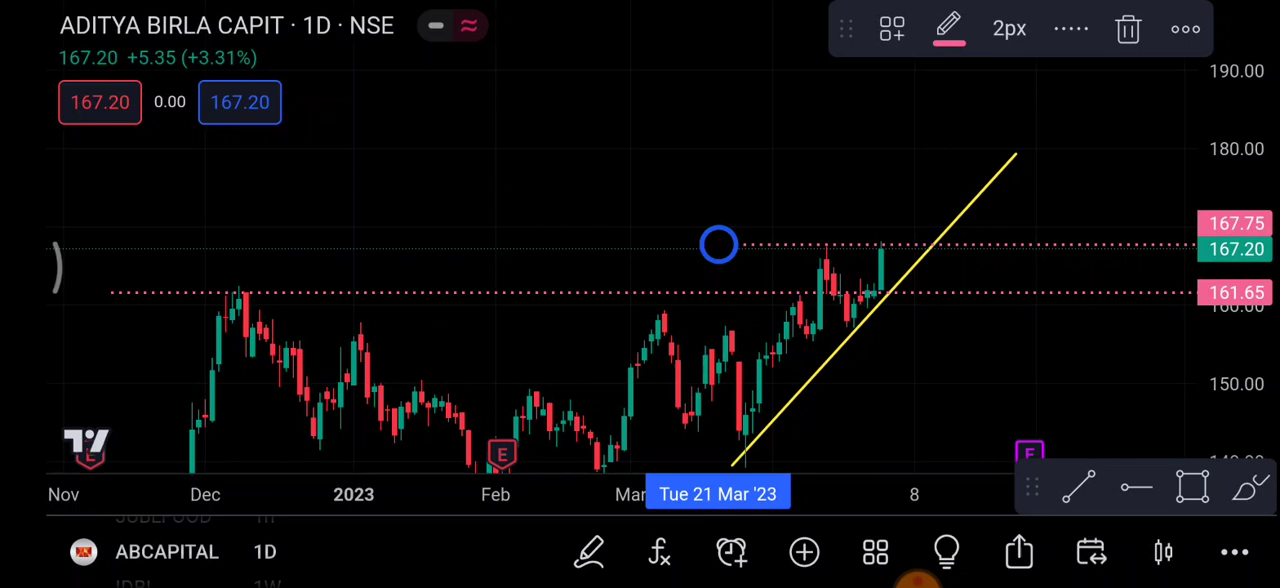 ADITYA BIRLA CAPIT · 1D · NSE
167.20 +5.35 (+3.31%)
167.20 0.00 167.20
2px
190.00
180.00
167.75
167.20
161.65
160.00
150.00
E
E
E
Nov Dec 2023 Feb Mar Tue 21 Mar '23 8
ABCAPITAL 1D